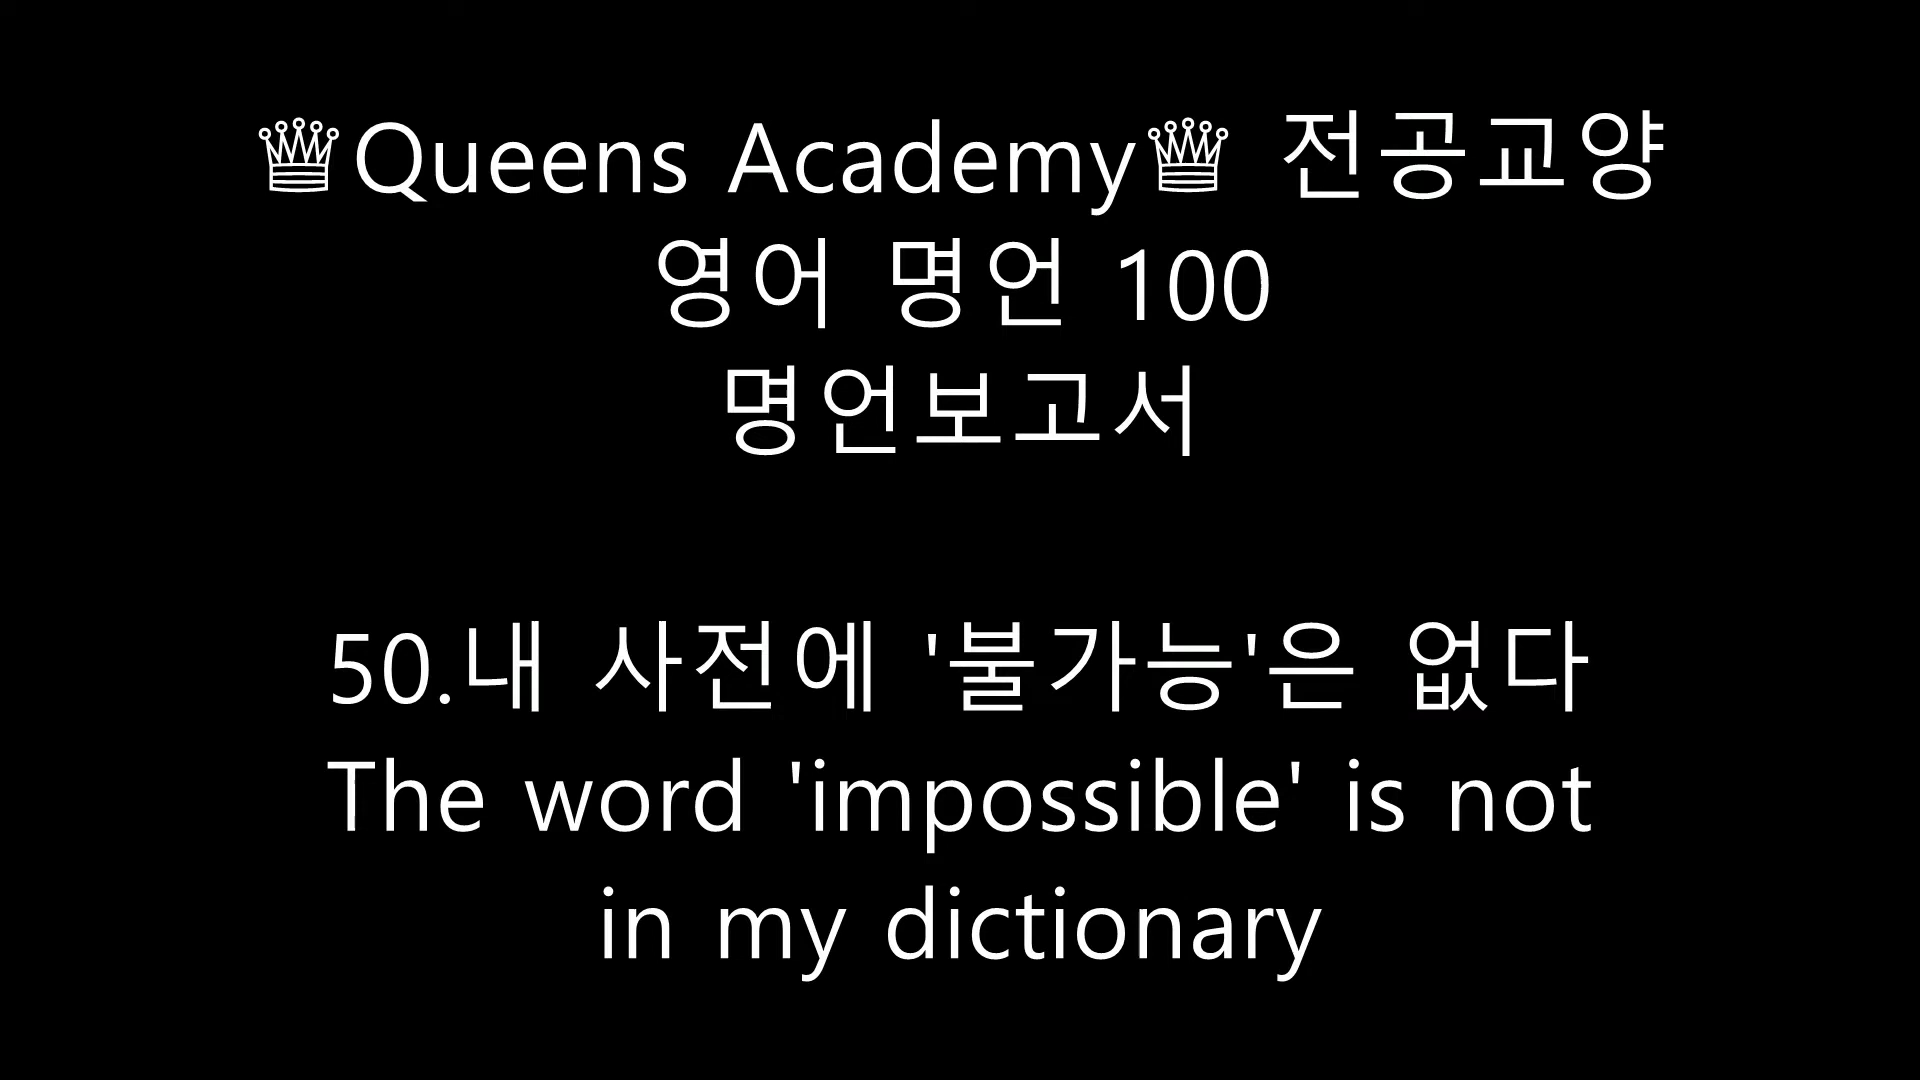 ♕Queens Academy♕ 전공교양
영어 명언 100
명언보고서
50.내 사전에 '불가능'은 없다
The word 'impossible' is not
in my dictionary